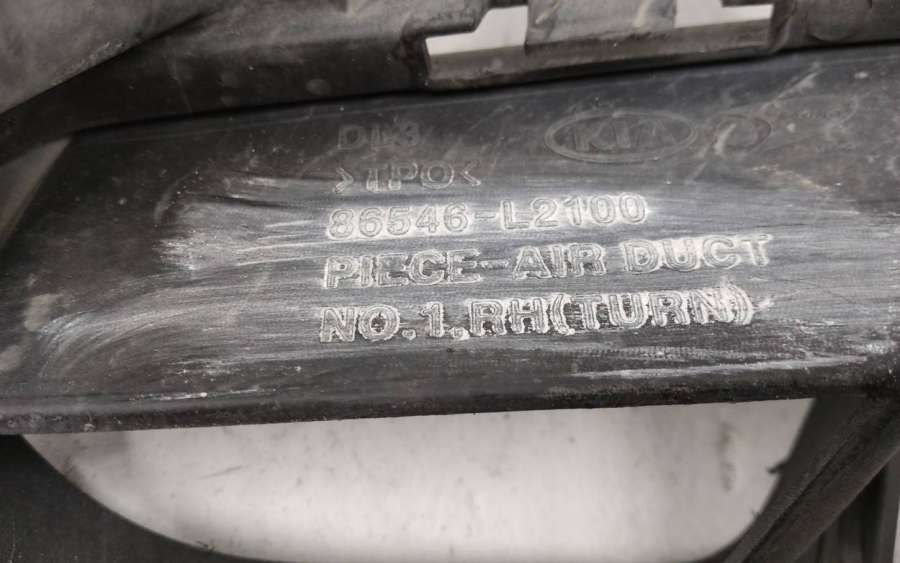 DL3 KIA
>TPO<
86546-L2100
PIECE-AIR DUCT
NO.1,RH(TURN)